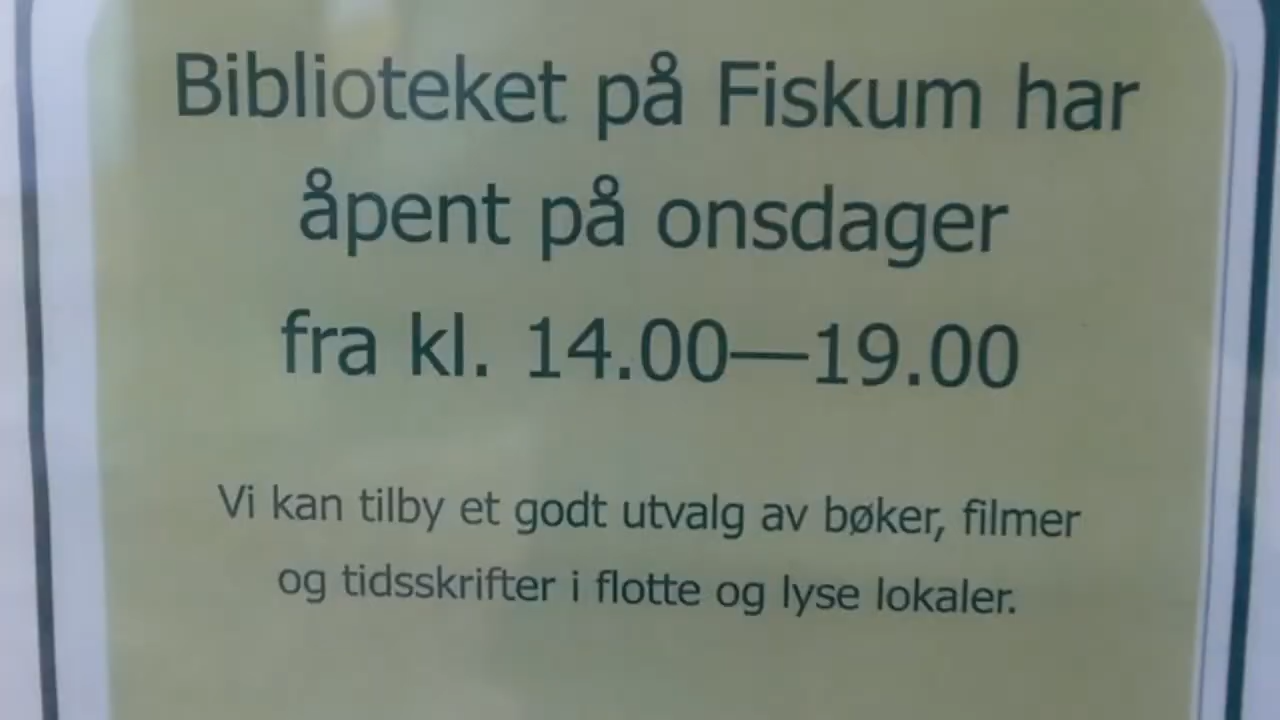 Biblioteket på Fiskum har
åpent på onsdager
fra kl. 14.00—19.00
Vi kan tilby et godt utvalg av bøker, filmer
og tidsskrifter i flotte og lyse lokaler.